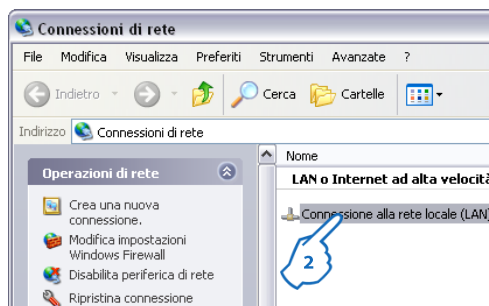 Connessioni di rete
File Modifica Visualizza Preferiti Strumenti Avanzate ?
Indietro Cerca Cartelle
Indirizzo Connessioni di rete
Operazioni di rete
Crea una nuova
connessione.
Modifica impostazioni
Windows Firewall
Disabilita periferica di rete
Ripristina connessione
Nome
LAN o Internet ad alta velocità
Connessione alla rete locale (LAN)
2